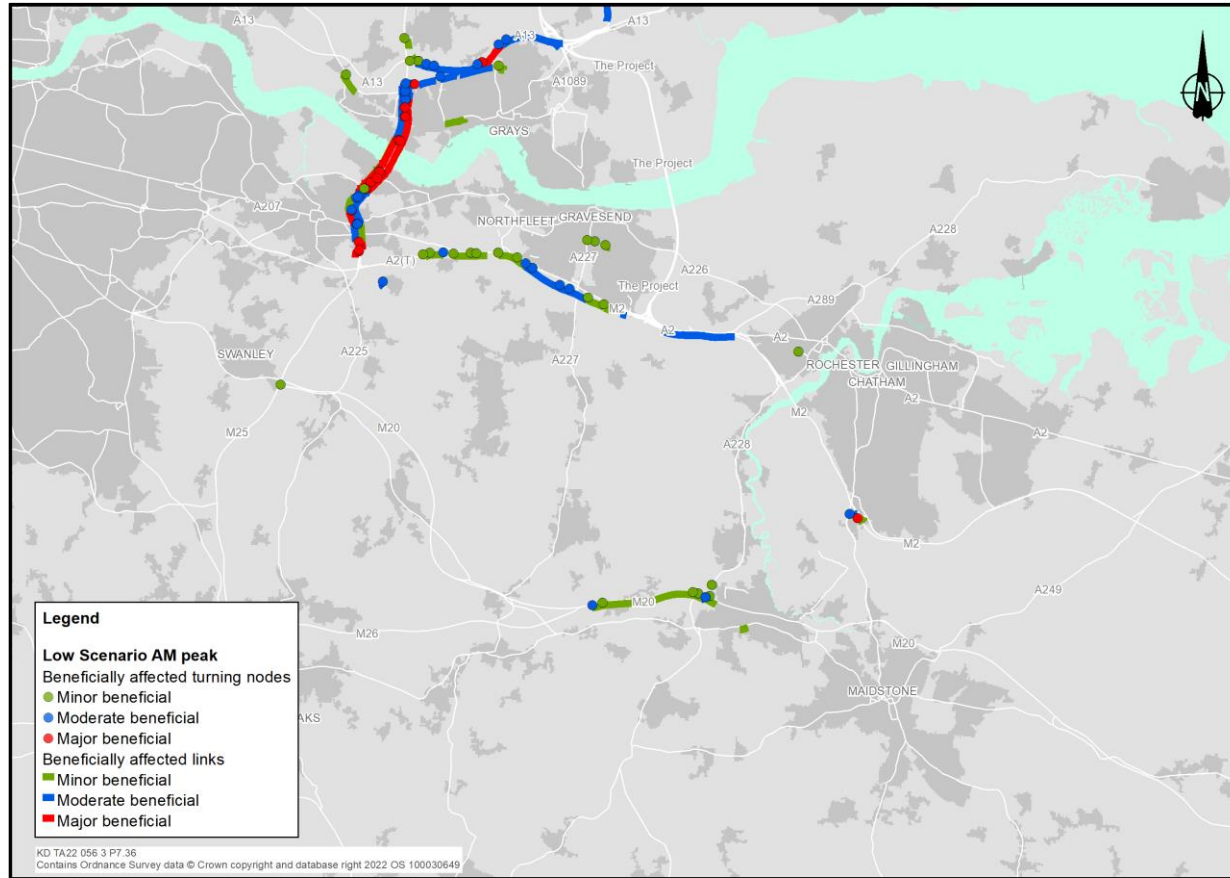 A13
A13
A13
The Project
A13
A1089
GRAYS
The Project
A207
NORTHFLEET
GRAVESEND
A228
A2(T)
A227
A226
The Project
A289
M2
A2
A2
SWANLEY
A225
A227
ROCHESTER
GILLINGHAM
CHATHAM
A2
M25
M20
M2
A2
A228
M2
A249
M20
M26
M20
MAIDSTONE
AKS
Legend
Low Scenario AM peak
Beneficially affected turning nodes
Minor beneficial
Moderate beneficial
Major beneficial
Beneficially affected links
Minor beneficial
Moderate beneficial
Major beneficial
KD TA22 056 3 P7.36
Contains Ordnance Survey data © Crown copyright and database right 2022 OS 100030649
N